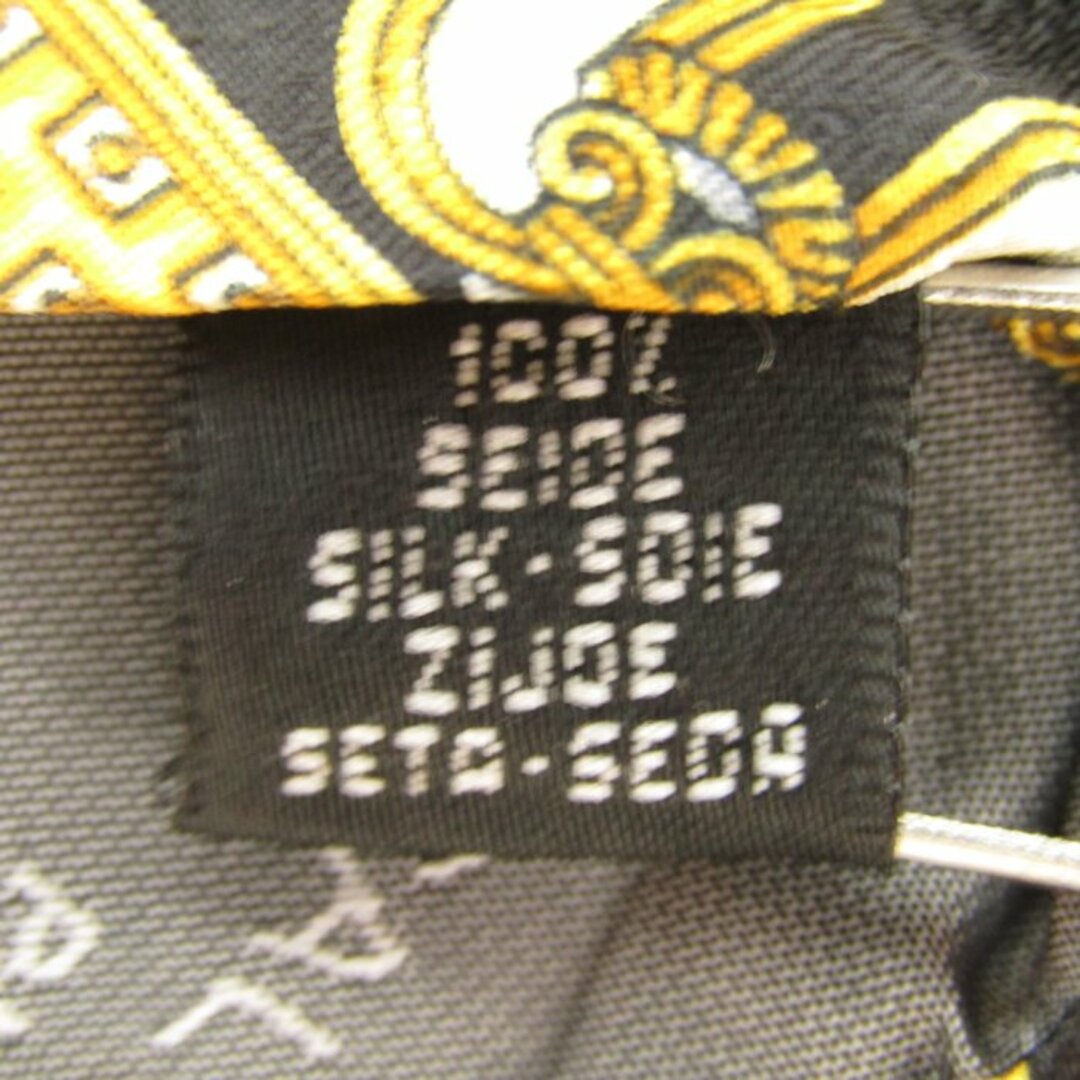 100%
SEIDE
SILK·SOIE
ZIJDE
SETA·SEDA